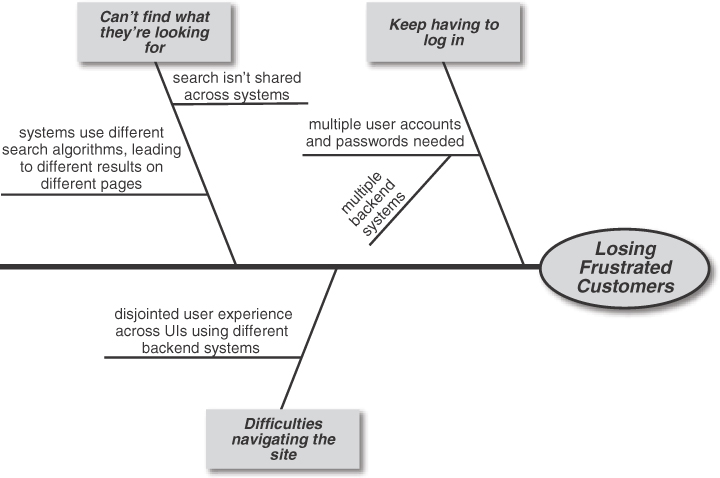 Can't find what
they're looking
for
Keep having to
log in
search isn't shared
across systems
systems use different
search algorithms, leading
to different results on
different pages
multiple user accounts
and passwords needed
multiple
backend
systems
Losing
Frustrated
Customers
disjointed user experience
across UIs using different
backend systems
Difficulties
navigating the
site